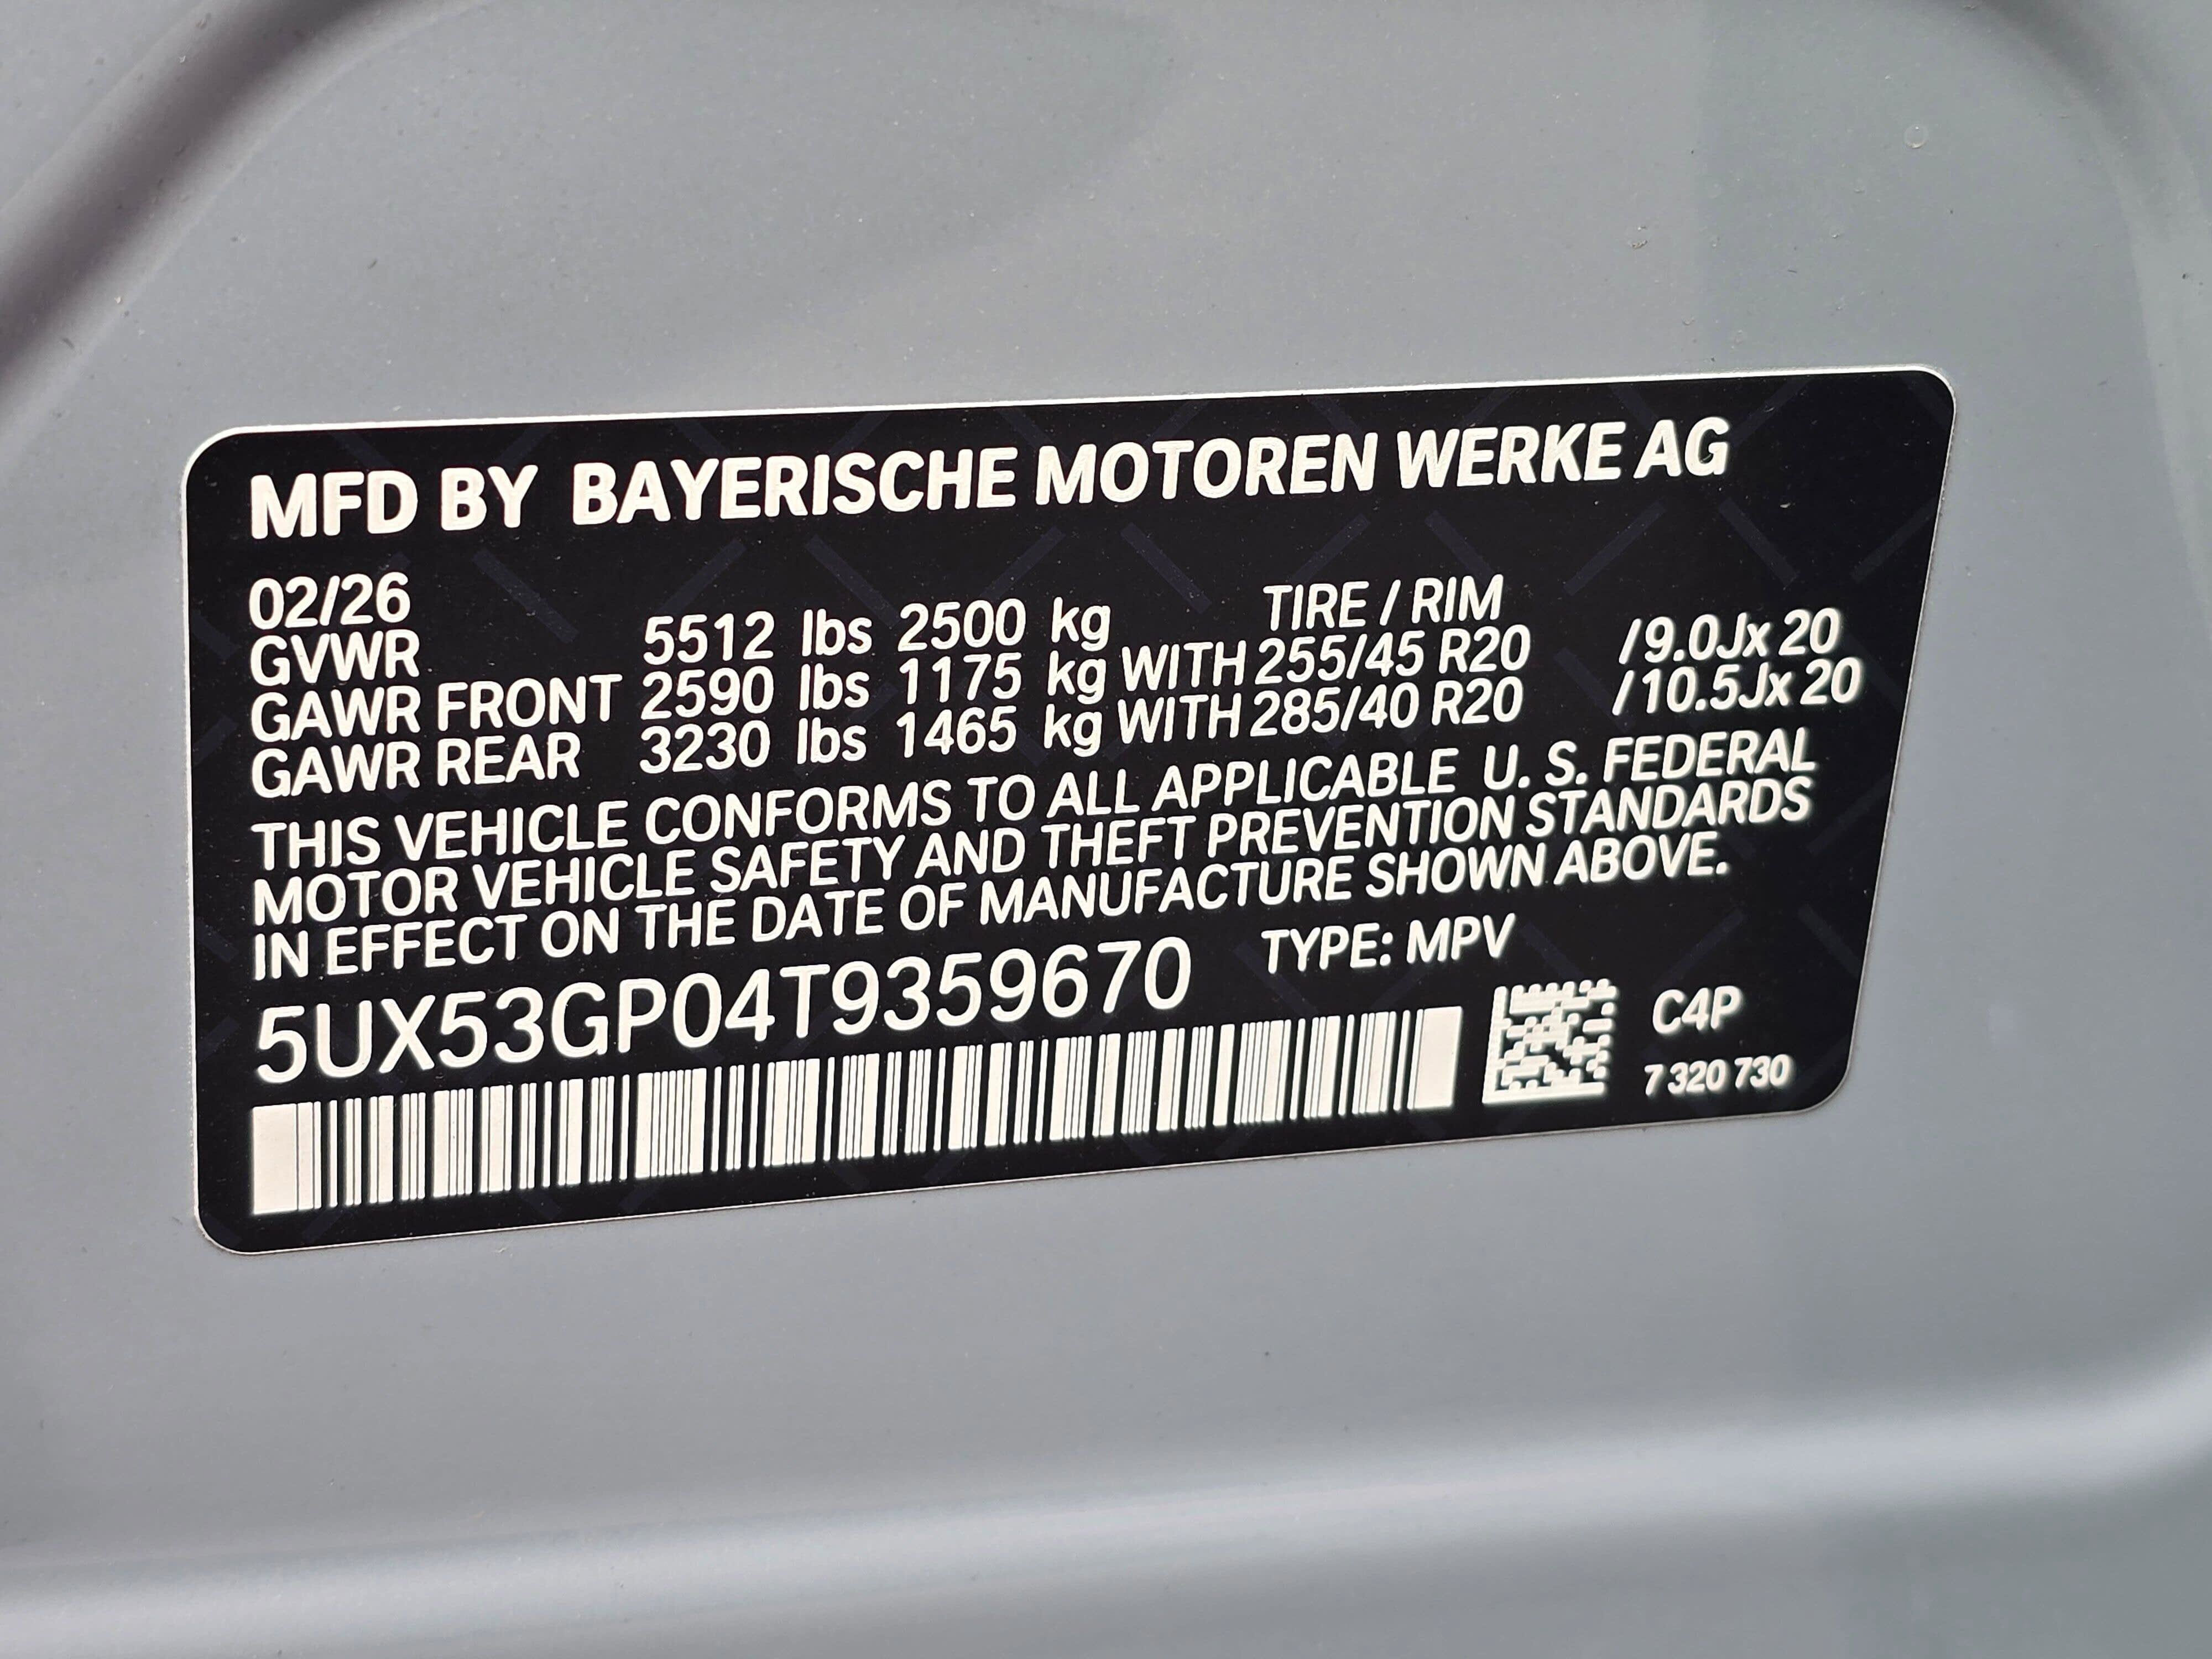 MFD BY BAYERISCHE MOTOREN WERKE AG
02/26 TIRE / RIM
GVWR 5512 lbs 2500 kg
GAWR FRONT 2590 lbs 1175 kg WITH 255/45 R20 /9.0Jx 20
GAWR REAR 3230 lbs 1465 kg WITH 285/40 R20 /10.5Jx 20
THIS VEHICLE CONFORMS TO ALL APPLICABLE U. S. FEDERAL
MOTOR VEHICLE SAFETY AND THEFT PREVENTION STANDARDS
IN EFFECT ON THE DATE OF MANUFACTURE SHOWN ABOVE.
5UX53GP04T9359670 TYPE: MPV
C4P
7 320 730